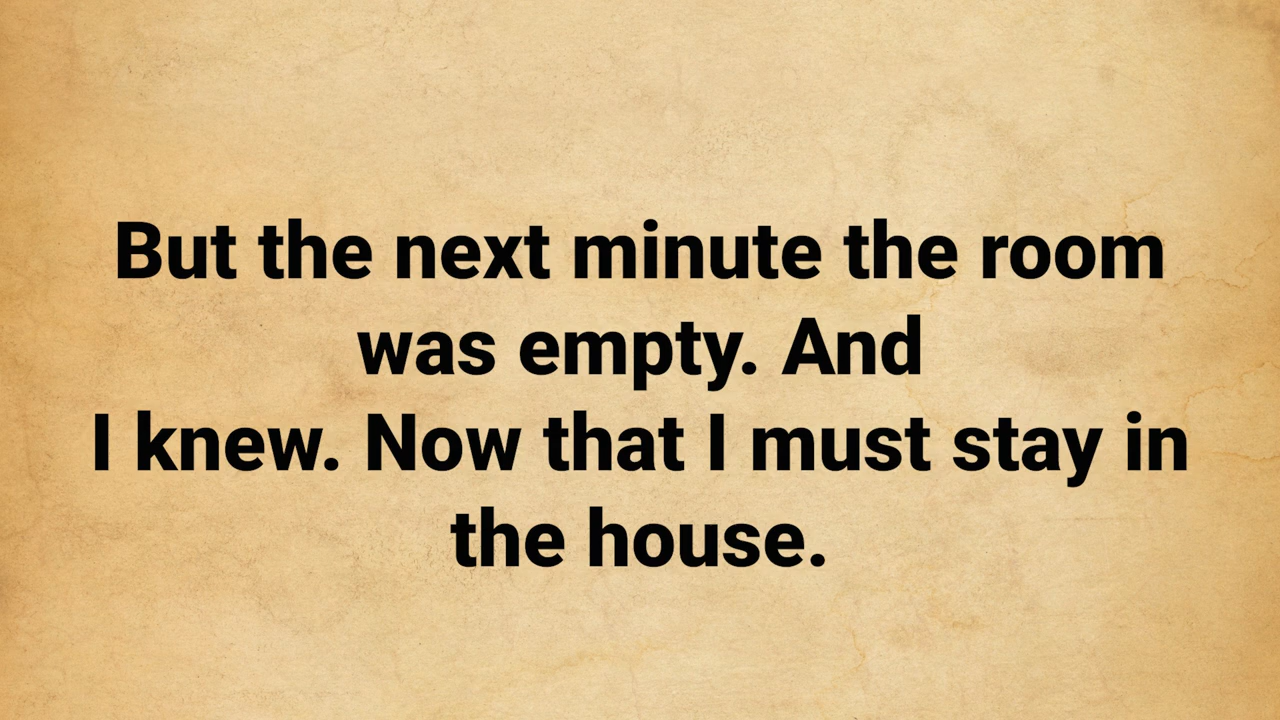 But the next minute the room
was empty. And
I knew. Now that I must stay in
the house.